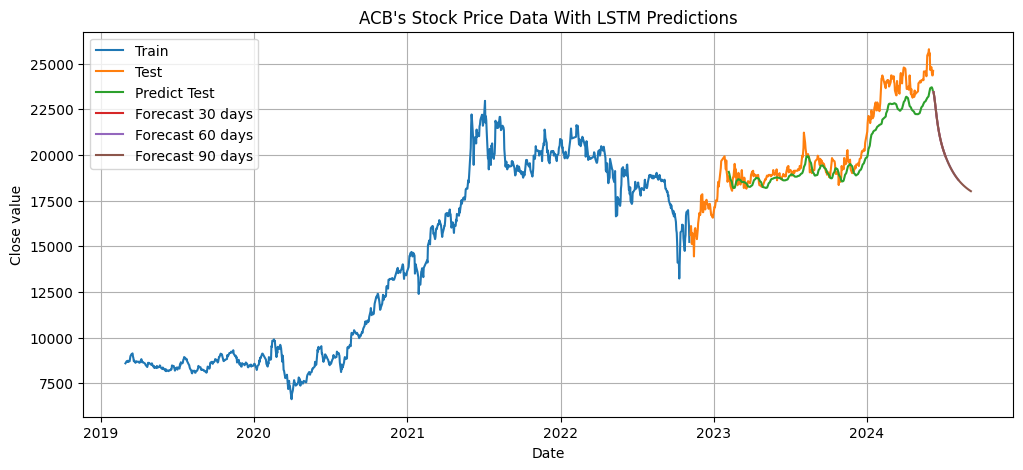 ACB's Stock Price Data With LSTM Predictions
Train
Test
Predict Test
Forecast 30 days
Forecast 60 days
Forecast 90 days
Close value
25000
22500
20000
17500
15000
12500
10000
7500
2019 2020 2021 2022 2023 2024
Date